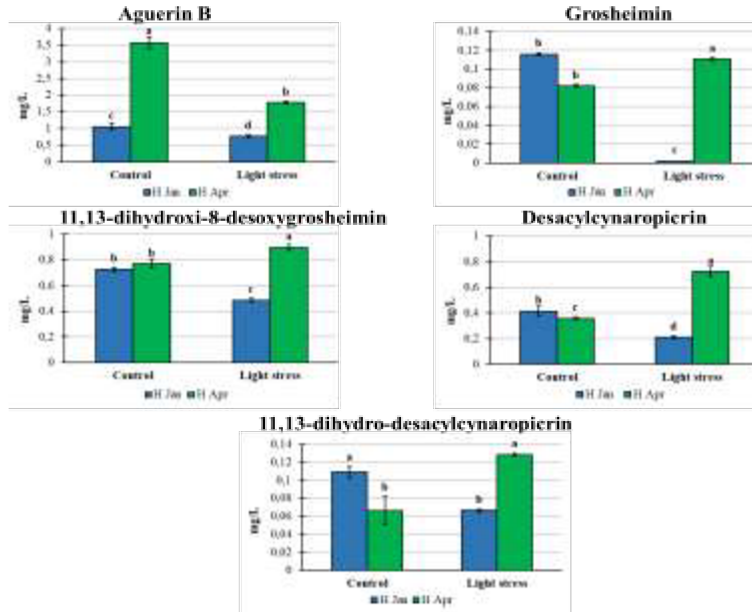 Aguerin B
4
3,5
3
2,5
2
1,5
1
0,5
0
mg/L
c
a
d
b
Control
Light stress
H Jan
H Apr
Grosheimin
0,14
0,12
0,1
0,08
0,06
0,04
0,02
0
mg/L
b
b
c
a
Control
Light stress
H Jan
H Apr
11,13-dihydroxi-8-desoxygrosheimin
1
0,8
0,6
0,4
0,2
0
mg/L
b
b
c
a
Control
Light stress
H Jan
H Apr
Desacylcynaropicrin
1
0,8
0,6
0,4
0,2
0
mg/L
b
c
d
a
Control
Light stress
H Jan
H Apr
11,13-dihydro-desacylcynaropicrin
0,14
0,12
0,1
0,08
0,06
0,04
0,02
0
mg/L
a
b
b
a
Control
Light stress
H Jan
H Apr